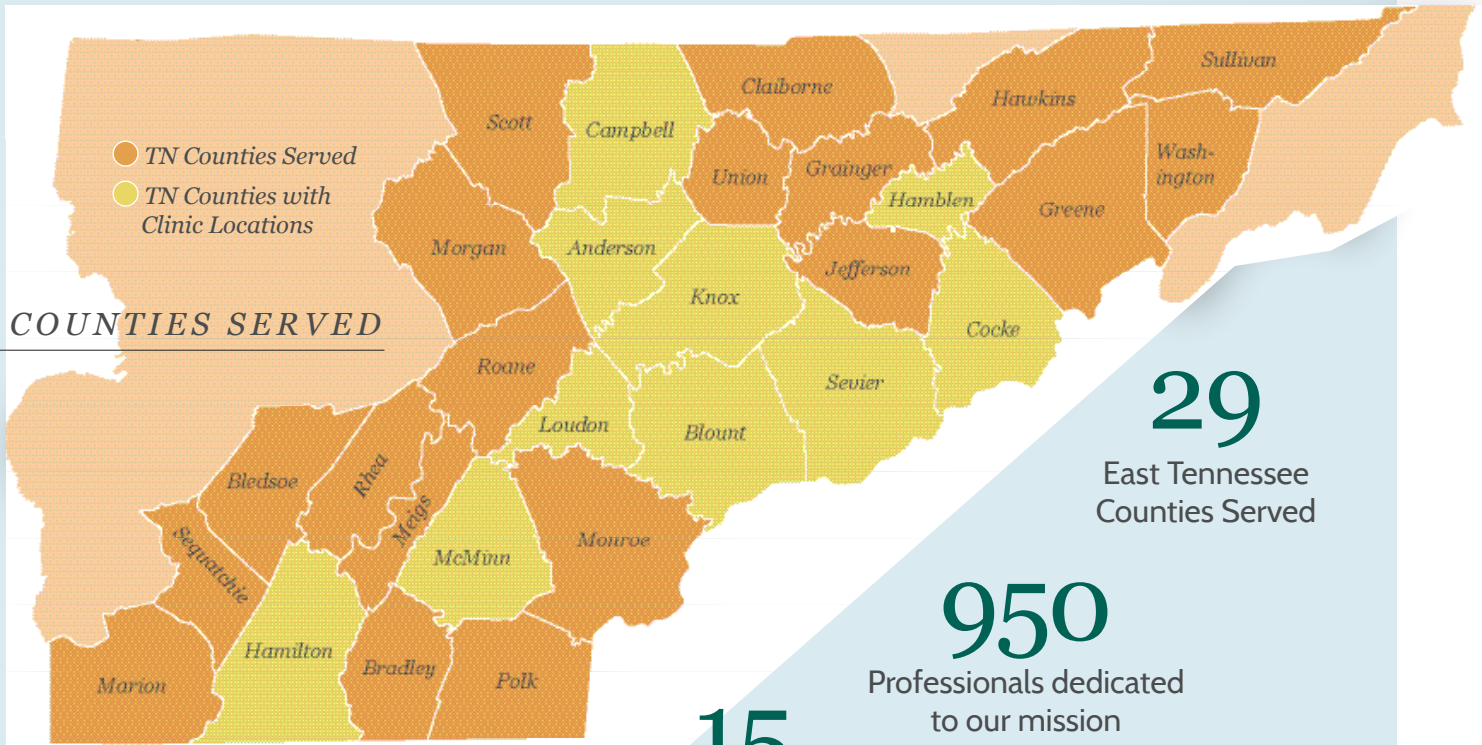 Sullivan
Claiborne
Hawkins
Scott
Campbell
TN Counties Served
Wash-
ington
Grainger
Union
TN Counties with
Clinic Locations
Hamblen
Greene
Morgan
Anderson
Jefferson
Knox
COUNTIES SERVED
Cocke
Roane
Sevier
29
Loudon
Blount
East Tennessee
Counties Served
Bledsoe
Rhea
Meigs
Monroe
McMinn
Sequatchie
950
Hamilton
Bradley
Polk
Marion
Professionals dedicated
to our mission
15